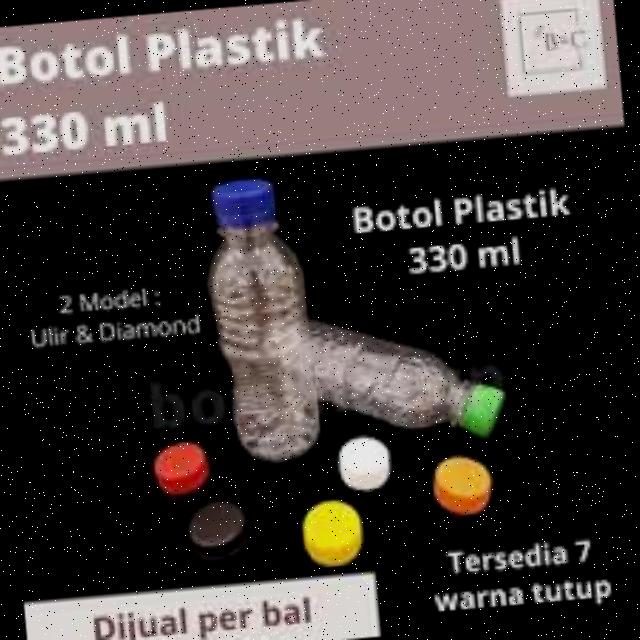 Botol Plastik
330 ml
Botol Plastik
330 ml
2 Model :
Ulir & Diamond
Tersedia 7
warna tutup
Dijual per bal